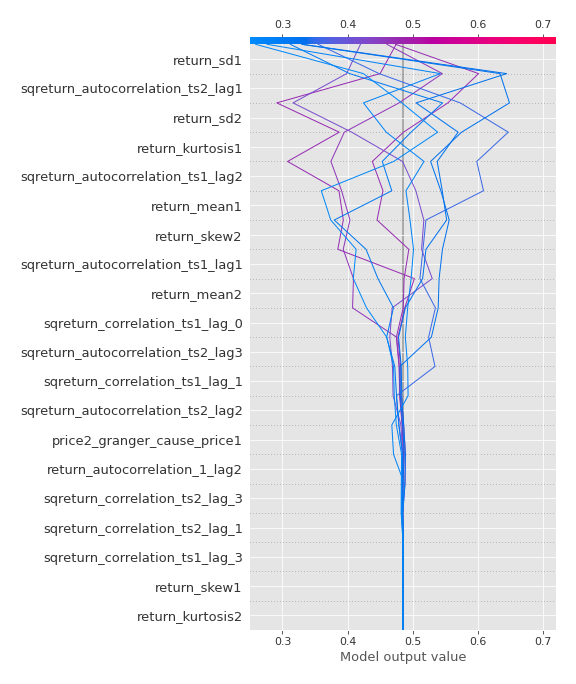 0.3 0.4 0.5 0.6 0.7
return_sd1
sqreturn_autocorrelation_ts2_lag1
return_sd2
return_kurtosis1
sqreturn_autocorrelation_ts1_lag2
return_mean1
return_skew2
sqreturn_autocorrelation_ts1_lag1
return_mean2
sqreturn_correlation_ts1_lag_0
sqreturn_autocorrelation_ts2_lag3
sqreturn_correlation_ts1_lag_1
sqreturn_autocorrelation_ts2_lag2
price2_granger_cause_price1
return_autocorrelation_1_lag2
sqreturn_correlation_ts2_lag_3
sqreturn_correlation_ts2_lag_1
sqreturn_correlation_ts1_lag_3
return_skew1
return_kurtosis2
0.3 0.4 0.5 0.6 0.7
Model output value